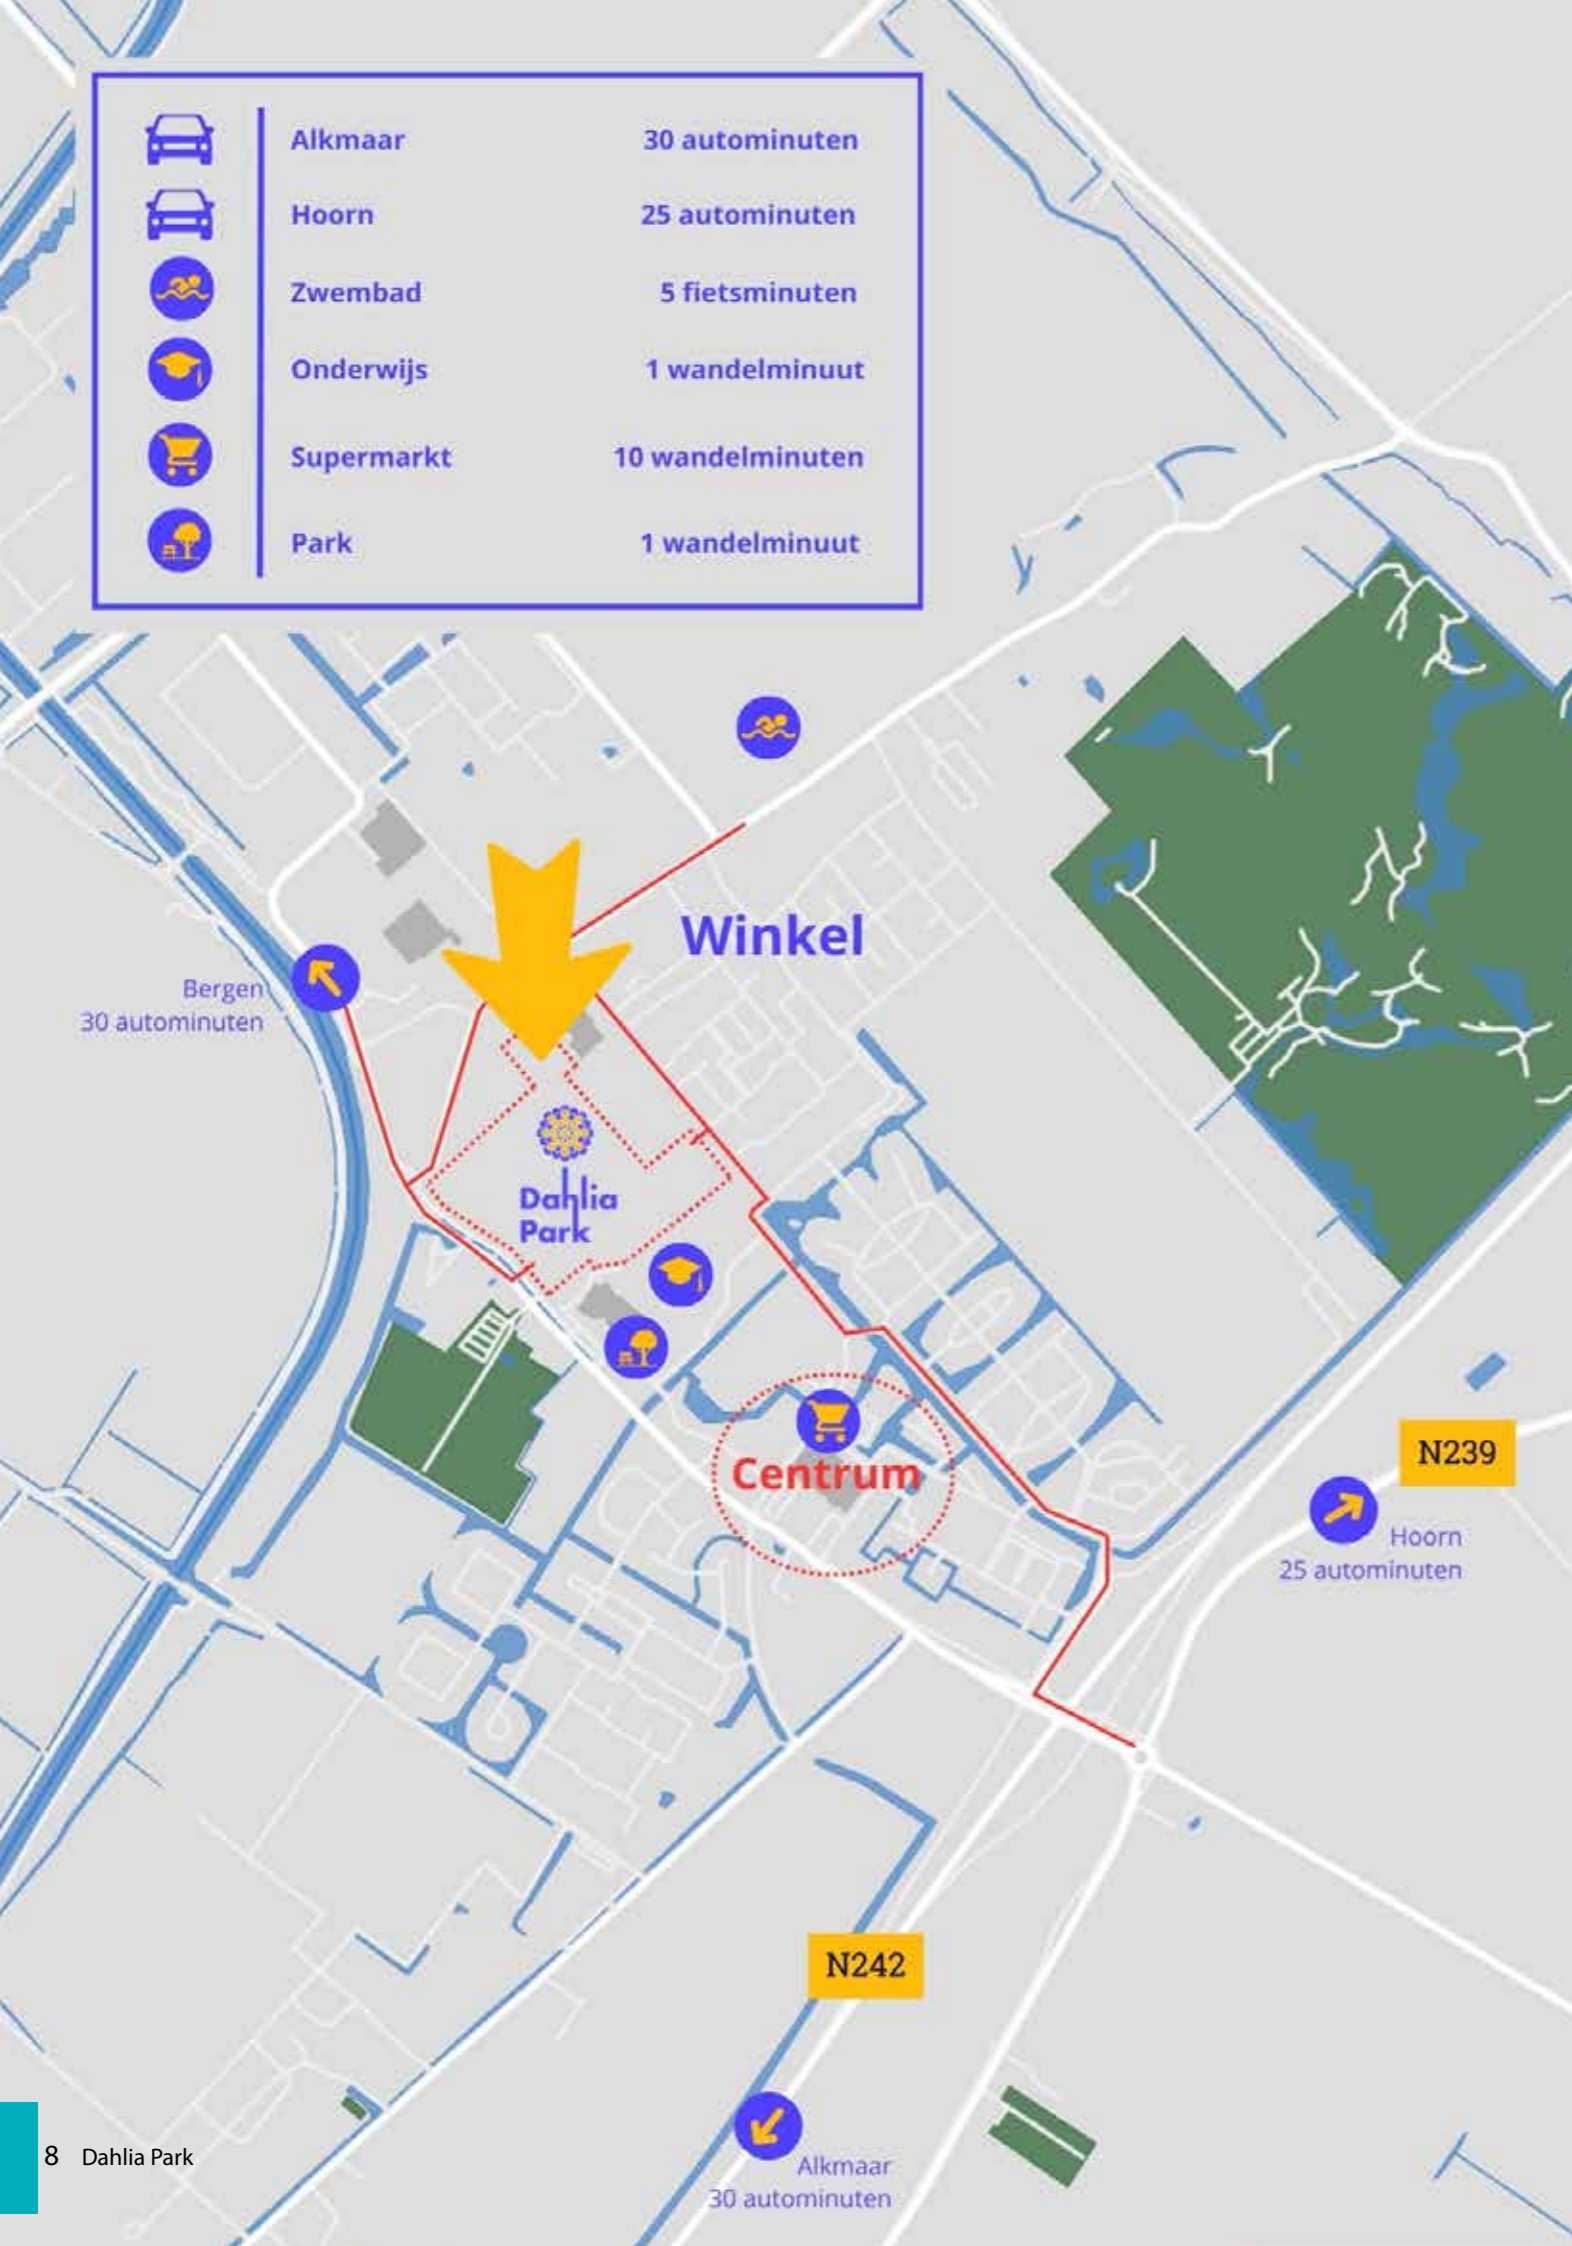 Alkmaar 30 autominuten
Hoorn 25 autominuten
Zwembad 5 fietsminuten
Onderwijs 1 wandelminuut
Supermarkt 10 wandelminuten
Park 1 wandelminuut
Winkel
Bergen
30 autominuten
Dahlia
Park
Centrum
N239
Hoorn
25 autominuten
N242
Alkmaar
30 autominuten
8 Dahlia Park